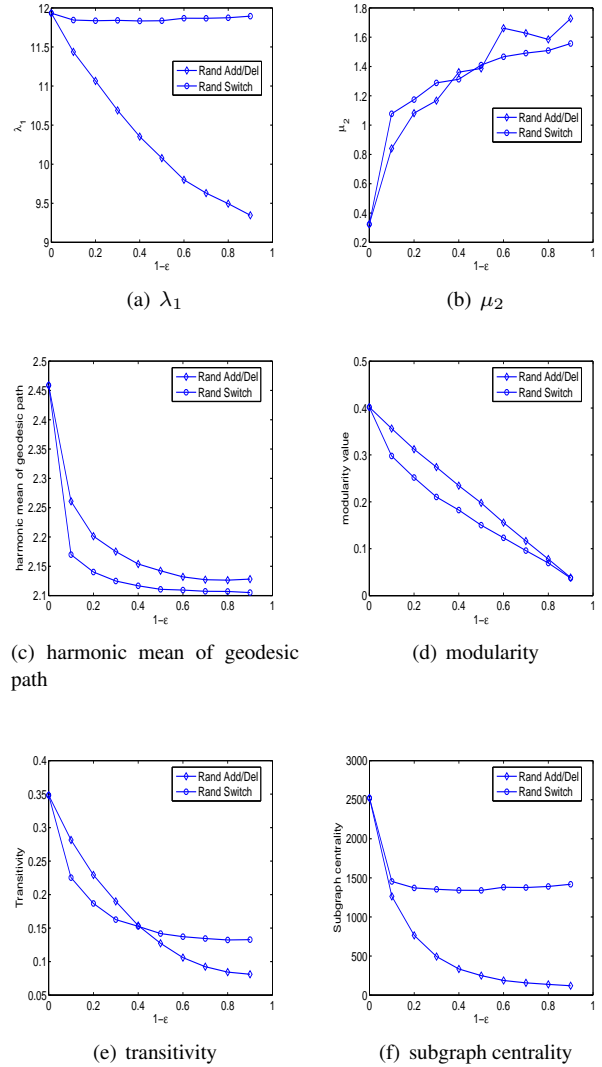 12
11.5
11
10.5
10
9.5
9
λ1
0 0.2 0.4 0.6 0.8 1
1−ε
Rand Add/Del
Rand Switch
(a) λ1
1.8
1.6
1.4
1.2
1
0.8
0.6
0.4
0.2
μ2
0 0.2 0.4 0.6 0.8 1
1−ε
Rand Add/Del
Rand Switch
(b) μ2
2.5
2.45
2.4
2.35
2.3
2.25
2.2
2.15
2.1
harmonic mean of geodesic path
0 0.2 0.4 0.6 0.8 1
1−ε
Rand Add/Del
Rand Switch
(c) harmonic mean of geodesic
path
0.5
0.4
0.3
0.2
0.1
0
modularity value
0 0.2 0.4 0.6 0.8 1
1−ε
Rand Add/Del
Rand Switch
(d) modularity
0.4
0.35
0.3
0.25
0.2
0.15
0.1
0.05
Transitivity
0 0.2 0.4 0.6 0.8 1
1−ε
Rand Add/Del
Rand Switch
(e) transitivity
3000
2500
2000
1500
1000
500
0
Subgraph centrality
0 0.2 0.4 0.6 0.8 1
1−ε
Rand Add/Del
Rand Switch
(f) subgraph centrality